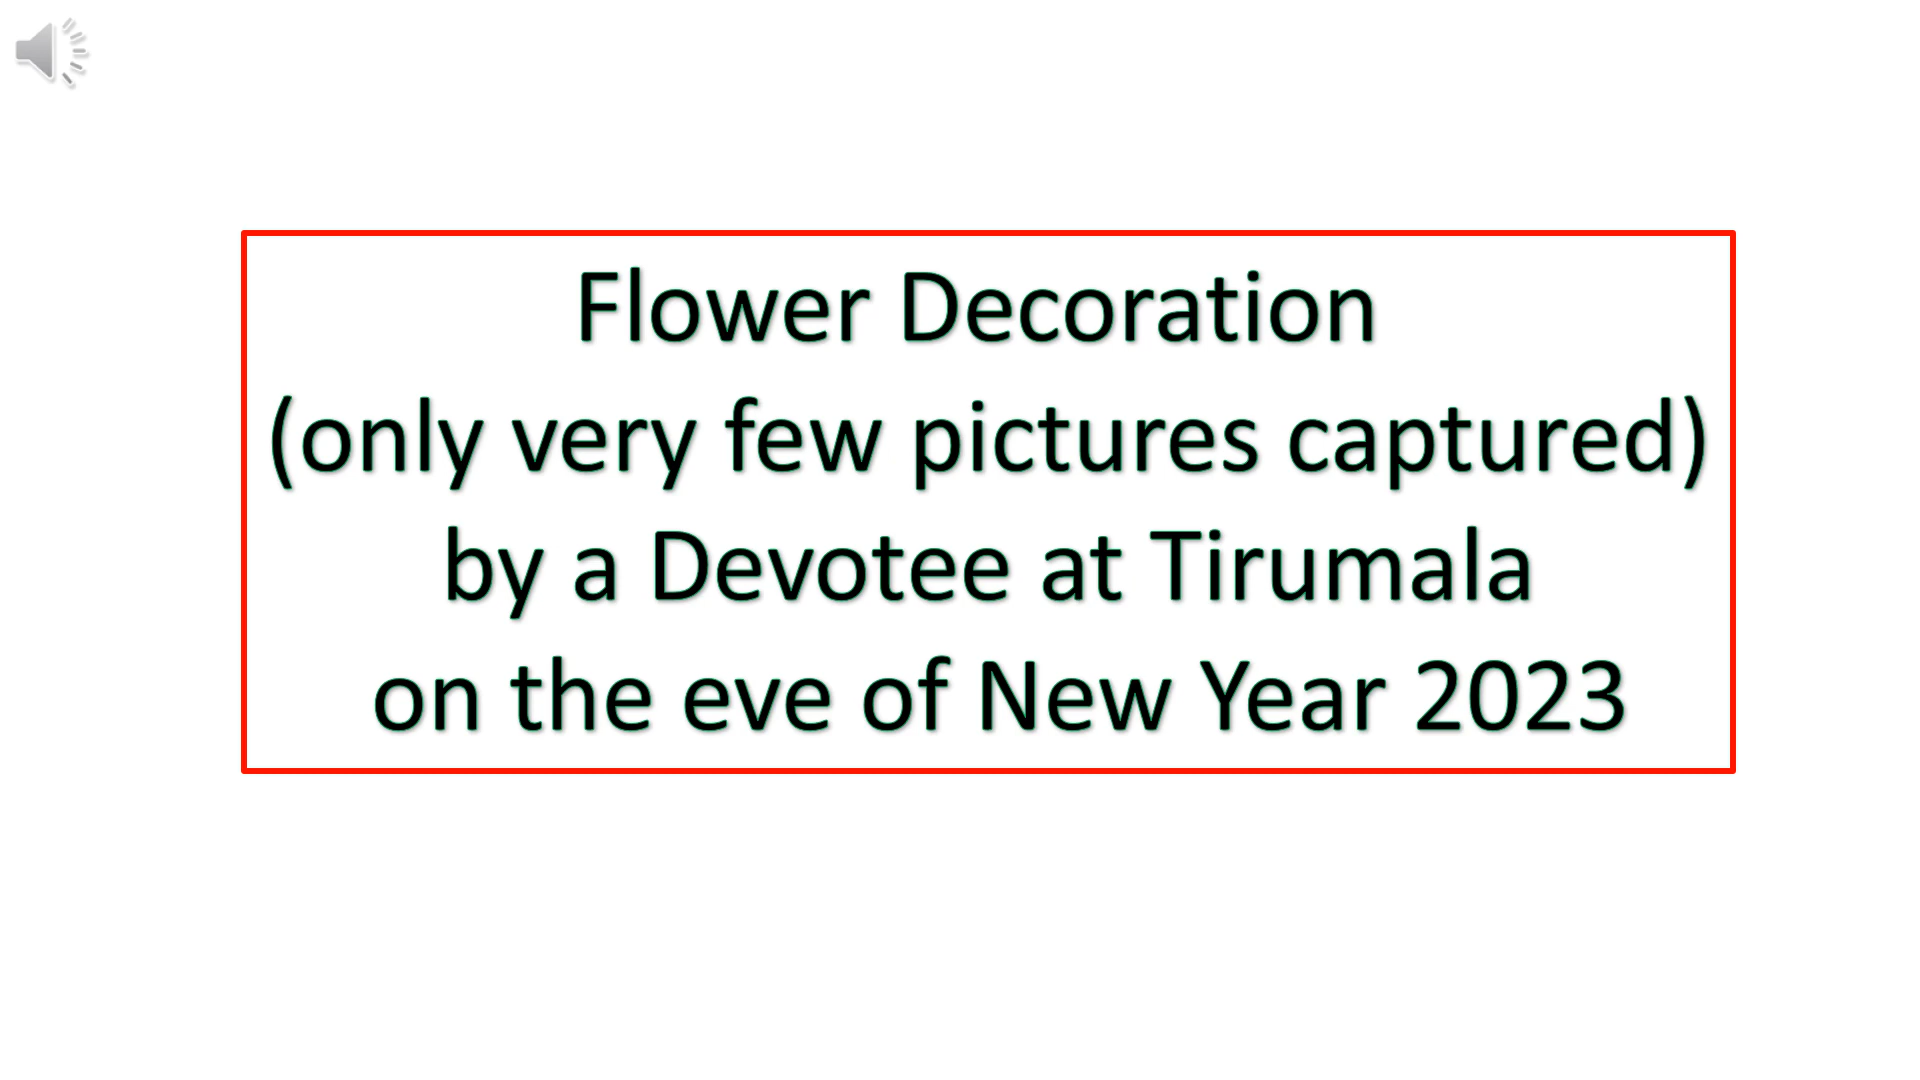 Flower Decoration
(only very few pictures captured)
by a Devotee at Tirumala
on the eve of New Year 2023